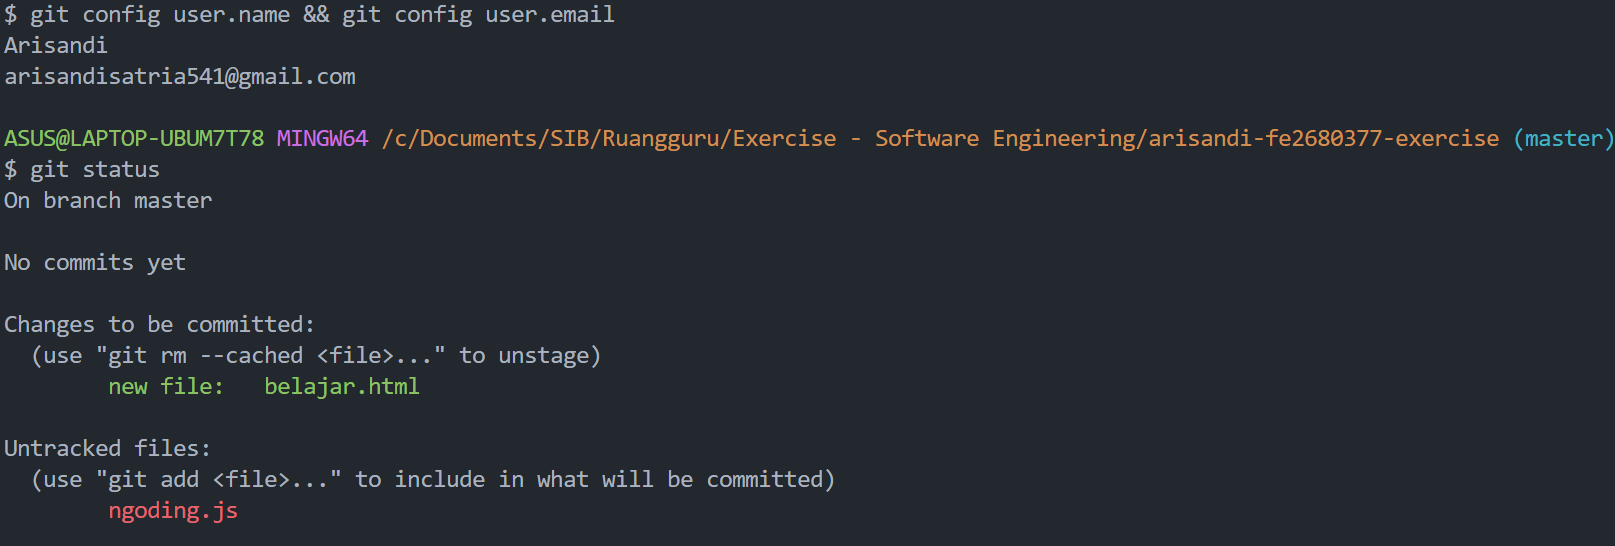 $ git config user.name && git config user.email
Arisandi
arisandisatria541@gmail.com
ASUS@LAPTOP-UBUM7T78 MINGW64 /c/Documents/SIB/Ruangguru/Exercise - Software Engineering/arisandi-fe2680377-exercise (master)
$ git status
On branch master
No commits yet
Changes to be committed:
(use "git rm --cached <file>..." to unstage)
new file: belajar.html
Untracked files:
(use "git add <file>..." to include in what will be committed)
ngoding.js